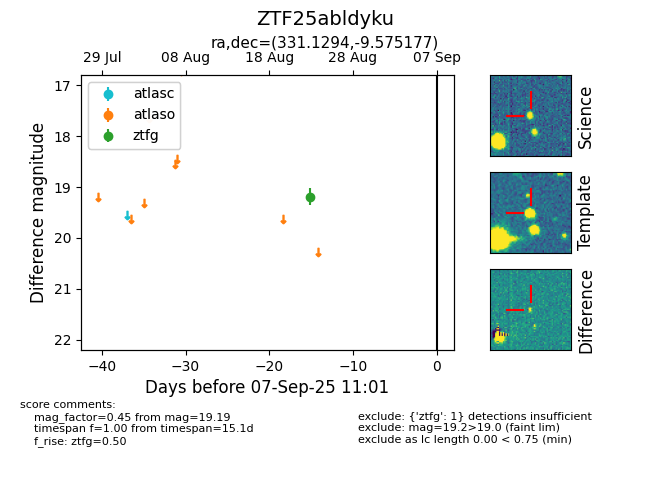 ZTF25abldyku
ra,dec=(331.1294,-9.575177)
29 Jul 08 Aug 18 Aug 28 Aug 07 Sep
atlasc
atlaso
ztfg
17
18
19
20
21
22
Difference magnitude
−40 −30 −20 −10 0
Days before 07-Sep-25 11:01
Science
Template
Difference
score comments:
mag_factor=0.45 from mag=19.19
timespan f=1.00 from timespan=15.1d
f_rise: ztfg=0.50
exclude: {'ztfg': 1} detections insufficient
exclude: mag=19.2>19.0 (faint lim)
exclude as lc length 0.00 < 0.75 (min)